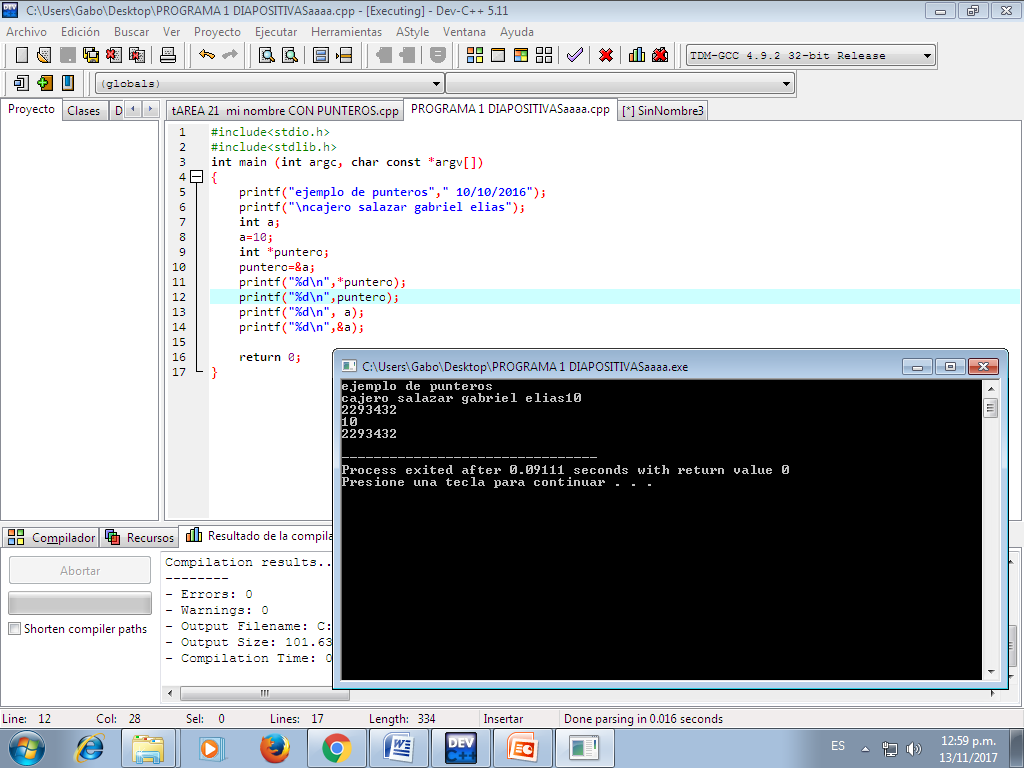 C:\Users\Gabo\Desktop\PROGRAMA 1 DIAPOSITIVASaaaa.cpp - [Executing] - Dev-C++ 5.11
Archivo Edición Buscar Ver Proyecto Ejecutar Herramientas AStyle Ventana Ayuda
TDM-GCC 4.9.2 32-bit Release
(globals)
Proyecto Clases D
tAREA 21 mi nombre CON PUNTEROS.cpp PROGRAMA 1 DIAPOSITIVASaaaa.cpp [*] SinNombre3
1 #include<stdio.h>
2 #include<stdlib.h>
3 int main (int argc, char const *argv[])
4 {
5 printf("ejemplo de punteros"," 10/10/2016");
6 printf("\ncajero salazar gabriel elias");
7 int a;
8 a=10;
9 int *puntero;
10 puntero=&a;
11 printf("%d\n",*puntero);
12 printf("%d\n",puntero);
13 printf("%d\n", a);
14 printf("%d\n",&a);
15
16 return 0;
17 }
C:\Users\Gabo\Desktop\PROGRAMA 1 DIAPOSITIVASaaaa.exe
ejemplo de punteros
cajero salazar gabriel elias10
2293432
10
2293432
--------------------------------
Process exited after 0.09111 seconds with return value 0
Presione una tecla para continuar . . .
Compilador Recursos Resultado de la compila
Abortar
Shorten compiler paths
Compilation results..
--------
- Errors: 0
- Warnings: 0
- Output Filename: C:
- Output Size: 101.63
- Compilation Time: 0
Line: 12 Col: 28 Sel: 0 Lines: 17 Length: 334 Insertar Done parsing in 0.016 seconds
DEV C++
ES
12:59 p.m.
13/11/2017